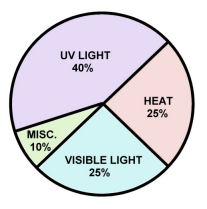 UV LIGHT
40%
HEAT
25%
MISC.
10%
VISIBLE LIGHT
25%